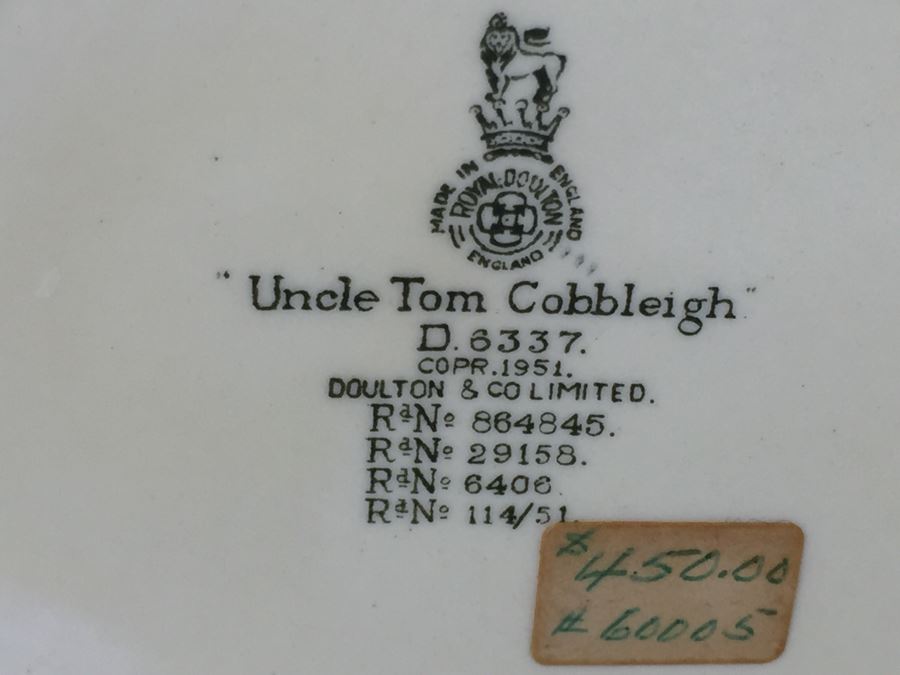 MADE IN ENGLAND
ROYAL DOULTON
ENGLAND
"Uncle Tom Cobbleigh"
D.6337.
COPR.1951.
DOULTON & CO LIMITED.
RᵈNº 864845.
RᵈNº 29158.
RᵈNº 6406.
RᵈNº 114/51.
$450.00
# 60005